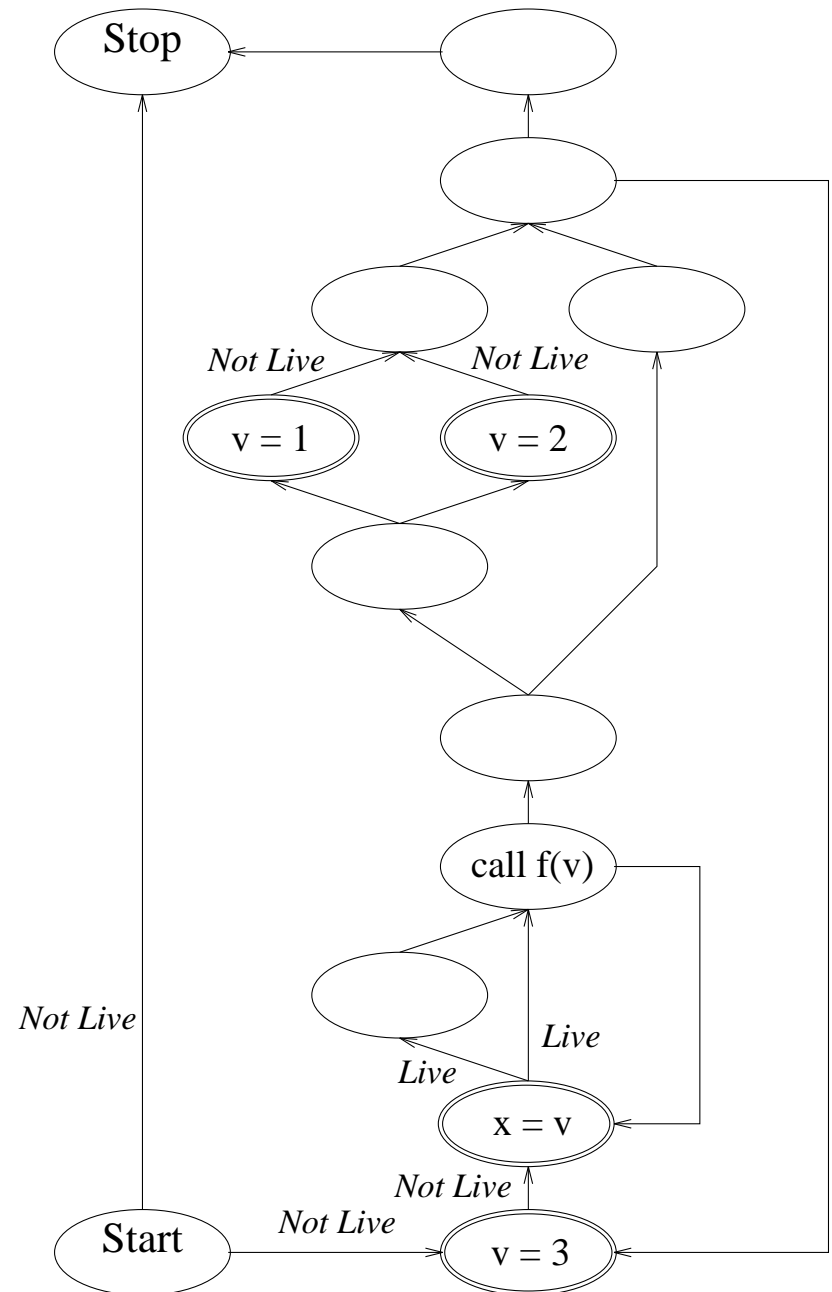 Stop
Not Live
Not Live
v = 1
v = 2
call f(v)
Not Live
Live
Live
x = v
Not Live
Start
Not Live
v = 3